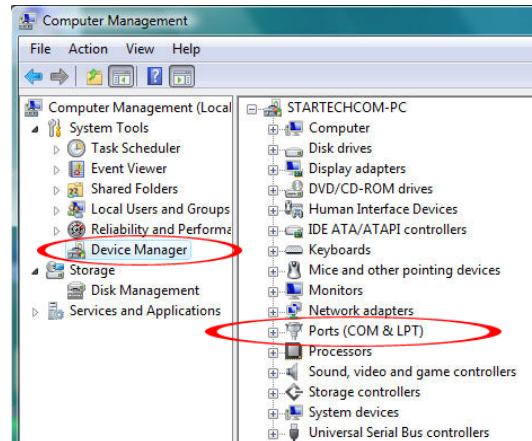 Computer Management
File Action View Help
Computer Management (Local
System Tools
Task Scheduler
Event Viewer
Shared Folders
Local Users and Groups
Reliability and Performa
Device Manager
Storage
Disk Management
Services and Applications
STARTECHCOM-PC
Computer
Disk drives
Display adapters
DVD/CD-ROM drives
Human Interface Devices
IDE ATA/ATAPI controllers
Keyboards
Mice and other pointing devices
Monitors
Network adapters
Ports (COM & LPT)
Processors
Sound, video and game controllers
Storage controllers
System devices
Universal Serial Bus controllers